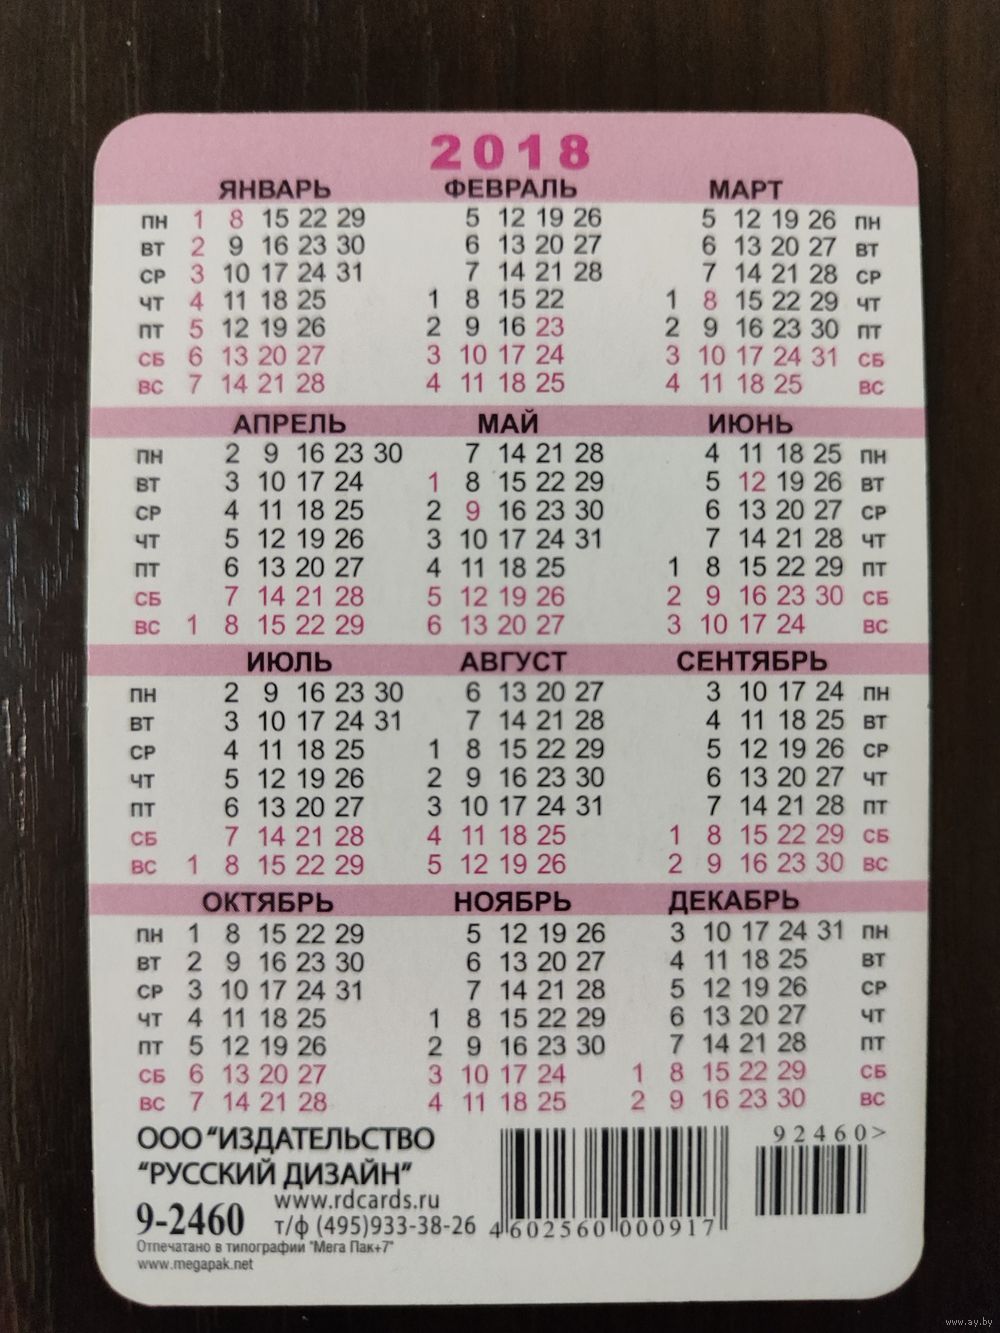 2018
ЯНВАРЬ ФЕВРАЛЬ МАРТ
ПН 1 8 15 22 29 5 12 19 26 5 12 19 26 ПН
ВТ 2 9 16 23 30 6 13 20 27 6 13 20 27 ВТ
СР 3 10 17 24 31 7 14 21 28 7 14 21 28 СР
ЧТ 4 11 18 25 1 8 15 22 1 8 15 22 29 ЧТ
ПТ 5 12 19 26 2 9 16 23 2 9 16 23 30 ПТ
СБ 6 13 20 27 3 10 17 24 3 10 17 24 31 СБ
ВС 7 14 21 28 4 11 18 25 4 11 18 25 ВС
АПРЕЛЬ МАЙ ИЮНЬ
ПН 2 9 16 23 30 7 14 21 28 4 11 18 25 ПН
ВТ 3 10 17 24 1 8 15 22 29 5 12 19 26 ВТ
СР 4 11 18 25 2 9 16 23 30 6 13 20 27 СР
ЧТ 5 12 19 26 3 10 17 24 31 7 14 21 28 ЧТ
ПТ 6 13 20 27 4 11 18 25 1 8 15 22 29 ПТ
СБ 7 14 21 28 5 12 19 26 2 9 16 23 30 СБ
ВС 1 8 15 22 29 6 13 20 27 3 10 17 24 ВС
ИЮЛЬ АВГУСТ СЕНТЯБРЬ
ПН 2 9 16 23 30 6 13 20 27 3 10 17 24 ПН
ВТ 3 10 17 24 31 7 14 21 28 4 11 18 25 ВТ
СР 4 11 18 25 1 8 15 22 29 5 12 19 26 СР
ЧТ 5 12 19 26 2 9 16 23 30 6 13 20 27 ЧТ
ПТ 6 13 20 27 3 10 17 24 31 7 14 21 28 ПТ
СБ 7 14 21 28 4 11 18 25 1 8 15 22 29 СБ
ВС 1 8 15 22 29 5 12 19 26 2 9 16 23 30 ВС
ОКТЯБРЬ НОЯБРЬ ДЕКАБРЬ
ПН 1 8 15 22 29 5 12 19 26 3 10 17 24 31 ПН
ВТ 2 9 16 23 30 6 13 20 27 4 11 18 25 ВТ
СР 3 10 17 24 31 7 14 21 28 5 12 19 26 СР
ЧТ 4 11 18 25 1 8 15 22 29 6 13 20 27 ЧТ
ПТ 5 12 19 26 2 9 16 23 30 7 14 21 28 ПТ
СБ 6 13 20 27 3 10 17 24 1 8 15 22 29 СБ
ВС 7 14 21 28 4 11 18 25 2 9 16 23 30 ВС
ООО "ИЗДАТЕЛЬСТВО
"РУССКИЙ ДИЗАЙН"
www.rdcards.ru
9-2460 т/ф (495)933-38-26
Отпечатано в типографии "Мега Пак+7"
www.megapak.net
4 602560 000917
92460>
www.ay.by